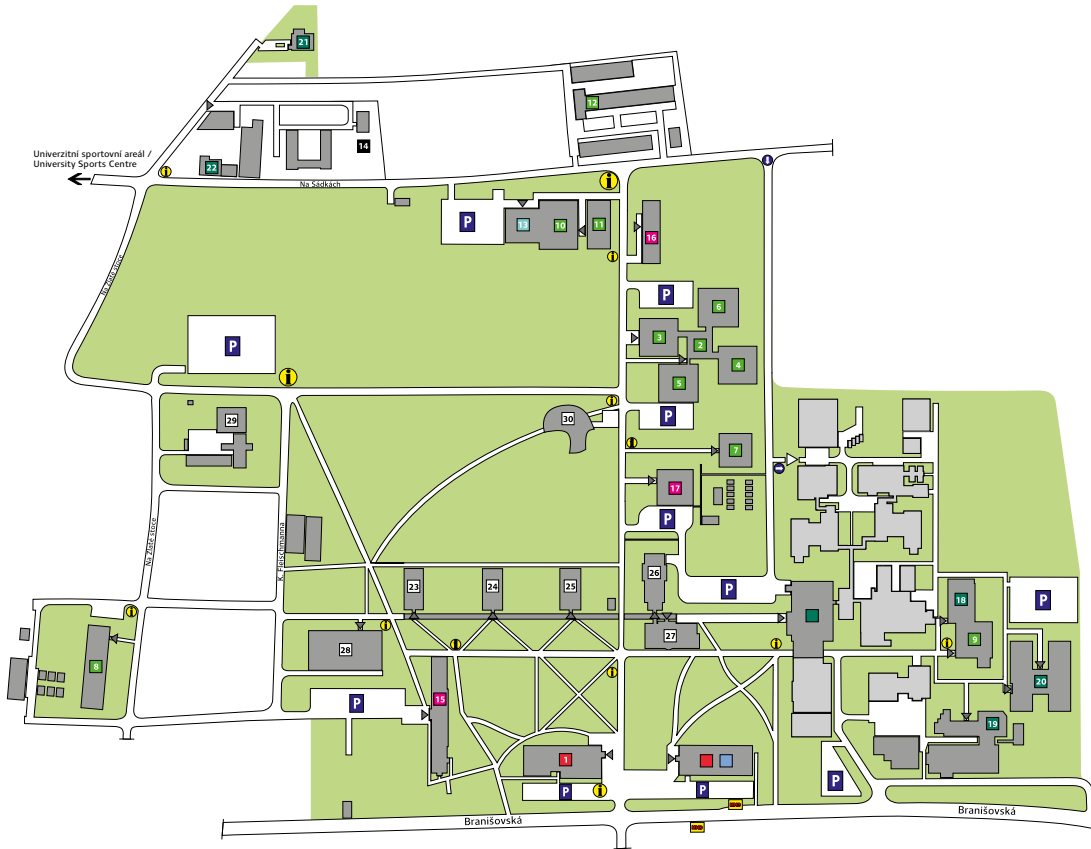 21
12
14
Univerzitní sportovní areál /
University Sports Centre
22
i
Na Sádkách
i
P
13
10
11
16
i
Na Zlaté stoce
P
6
3
2
4
5
P
i
i
P
30
29
i
7
17
P
Na Zlaté stoce
K. Fleischmanna
23
24
25
26
P
18
P
i
i
27
i
i
9
8
28
i
i
20
15
P
19
1
P
i
P
P
Branišovská
Branišovská